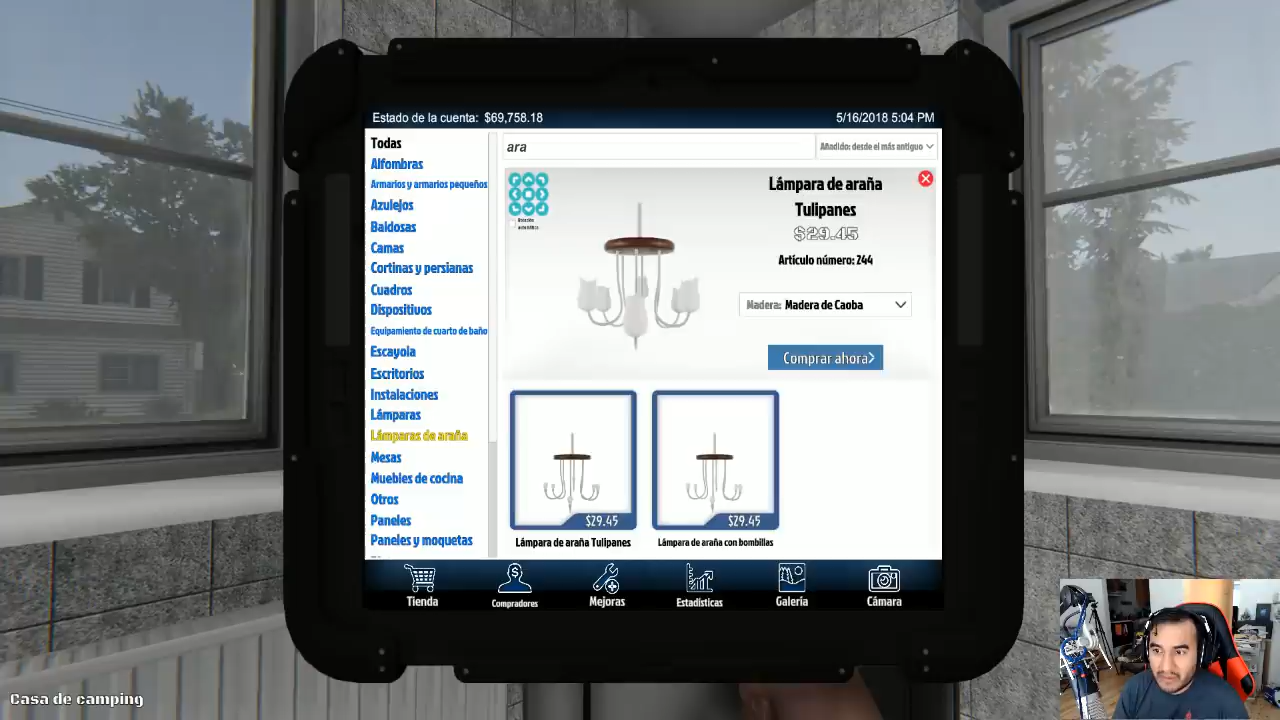 Estado de la cuenta: $69,758.18
5/16/2018 5:04 PM
Todas
Alfombras
Armarios y armarios pequeños
Azulejos
Baldosas
Camas
Cortinas y persianas
Cuadros
Dispositivos
Equipamiento de cuarto de baño
Escayola
Escritorios
Instalaciones
Lámparas
Lámparas de araña
Mesas
Muebles de cocina
Otros
Paneles
Paneles y moquetas
ara
Añadido: desde el más antiguo
Rotación
automática
Lámpara de araña
Tulipanes
$29.45
Artículo número: 244
Madera: Madera de Caoba
Comprar ahora>
$29.45
$29.45
Lámpara de araña Tulipanes
Lámpara de araña con bombillas
Tienda
Compradores
Mejoras
Estadísticas
Galería
Cámara
Casa de camping